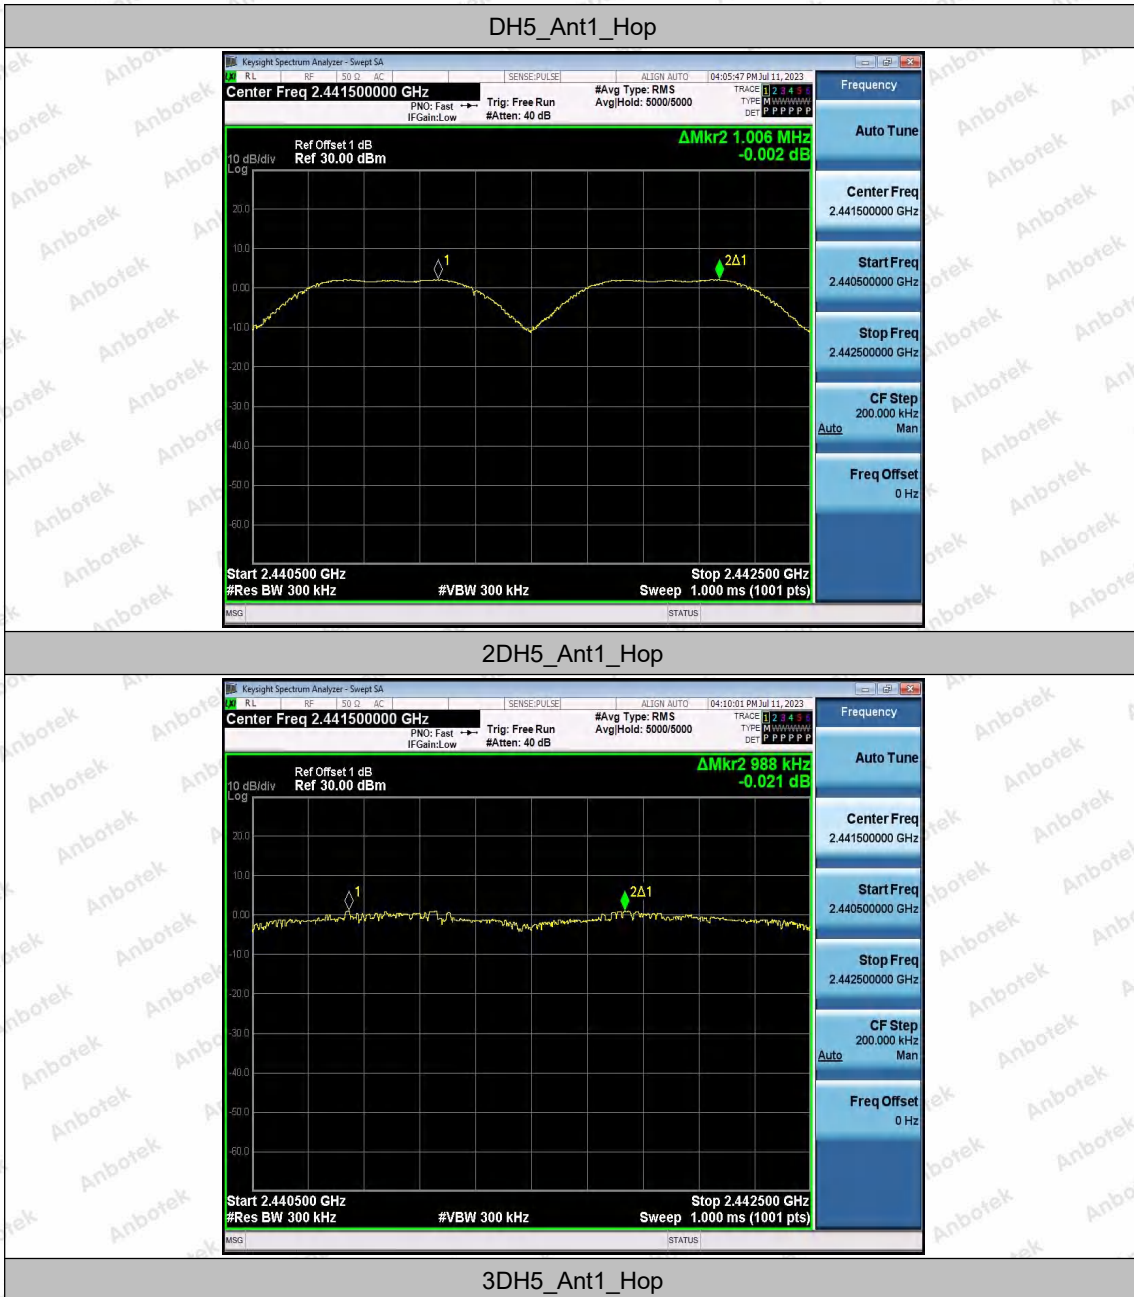 DH5_Ant1_Hop
Keysight Spectrum Analyzer - Swept SA
LXI RL RF 50 Ω AC SENSE:PULSE ALIGN AUTO 04:05:47 PM Jul 11, 2023
Center Freq 2.441500000 GHz
PNO: Fast
IFGain:Low
Trig: Free Run
#Atten: 40 dB
#Avg Type: RMS
Avg|Hold: 5000/5000
TRACE 1 2 3 4 5 6
TYPE M WWWWW
DET P P P P P P
Frequency
Ref Offset 1 dB
10 dB/div Ref 30.00 dBm
Log
ΔMkr2 1.006 MHz
-0.002 dB
Auto Tune
Center Freq
2.441500000 GHz
Start Freq
2.440500000 GHz
Stop Freq
2.442500000 GHz
CF Step
200.000 kHz
Auto Man
Freq Offset
0 Hz
20.0
10.0
0.00
-10.0
-20.0
-30.0
-40.0
-50.0
-60.0
1
2Δ1
Start 2.440500 GHz Stop 2.442500 GHz
#Res BW 300 kHz #VBW 300 kHz Sweep 1.000 ms (1001 pts)
MSG STATUS
2DH5_Ant1_Hop
Keysight Spectrum Analyzer - Swept SA
LXI RL RF 50 Ω AC SENSE:PULSE ALIGN AUTO 04:10:01 PM Jul 11, 2023
Center Freq 2.441500000 GHz
PNO: Fast
IFGain:Low
Trig: Free Run
#Atten: 40 dB
#Avg Type: RMS
Avg|Hold: 5000/5000
TRACE 1 2 3 4 5 6
TYPE M WWWWW
DET P P P P P P
Frequency
Ref Offset 1 dB
10 dB/div Ref 30.00 dBm
Log
ΔMkr2 988 kHz
-0.021 dB
Auto Tune
Center Freq
2.441500000 GHz
Start Freq
2.440500000 GHz
Stop Freq
2.442500000 GHz
CF Step
200.000 kHz
Auto Man
Freq Offset
0 Hz
20.0
10.0
0.00
-10.0
-20.0
-30.0
-40.0
-50.0
-60.0
1
2Δ1
Start 2.440500 GHz Stop 2.442500 GHz
#Res BW 300 kHz #VBW 300 kHz Sweep 1.000 ms (1001 pts)
MSG STATUS
3DH5_Ant1_Hop
Anbotek